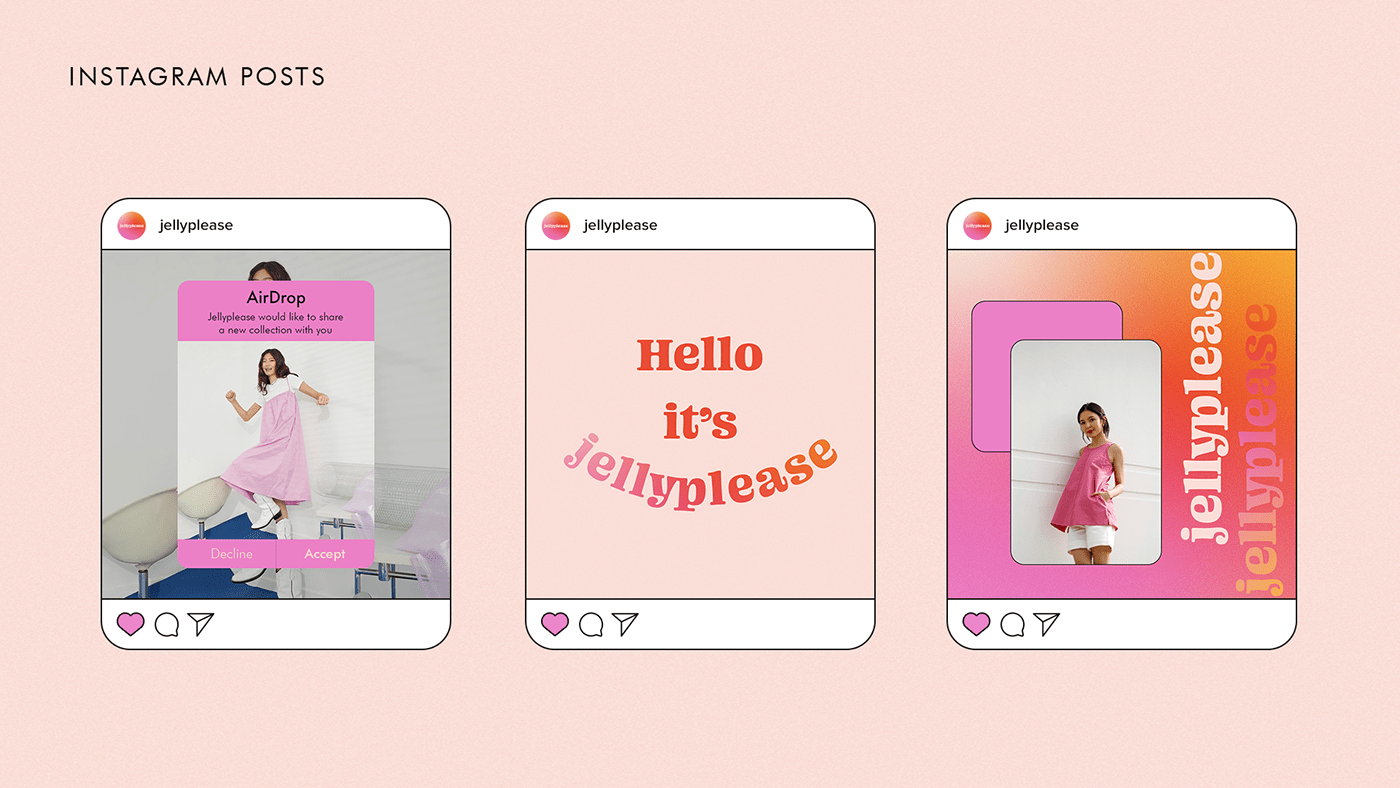 INSTAGRAM POSTS
jellyplease
jellyplease
AirDrop
Jellyplease would like to share
a new collection with you
Decline
Accept
jellyplease
jellyplease
Hello
it’s
jellyplease
jellyplease
jellyplease
jellyplease
jellyplease